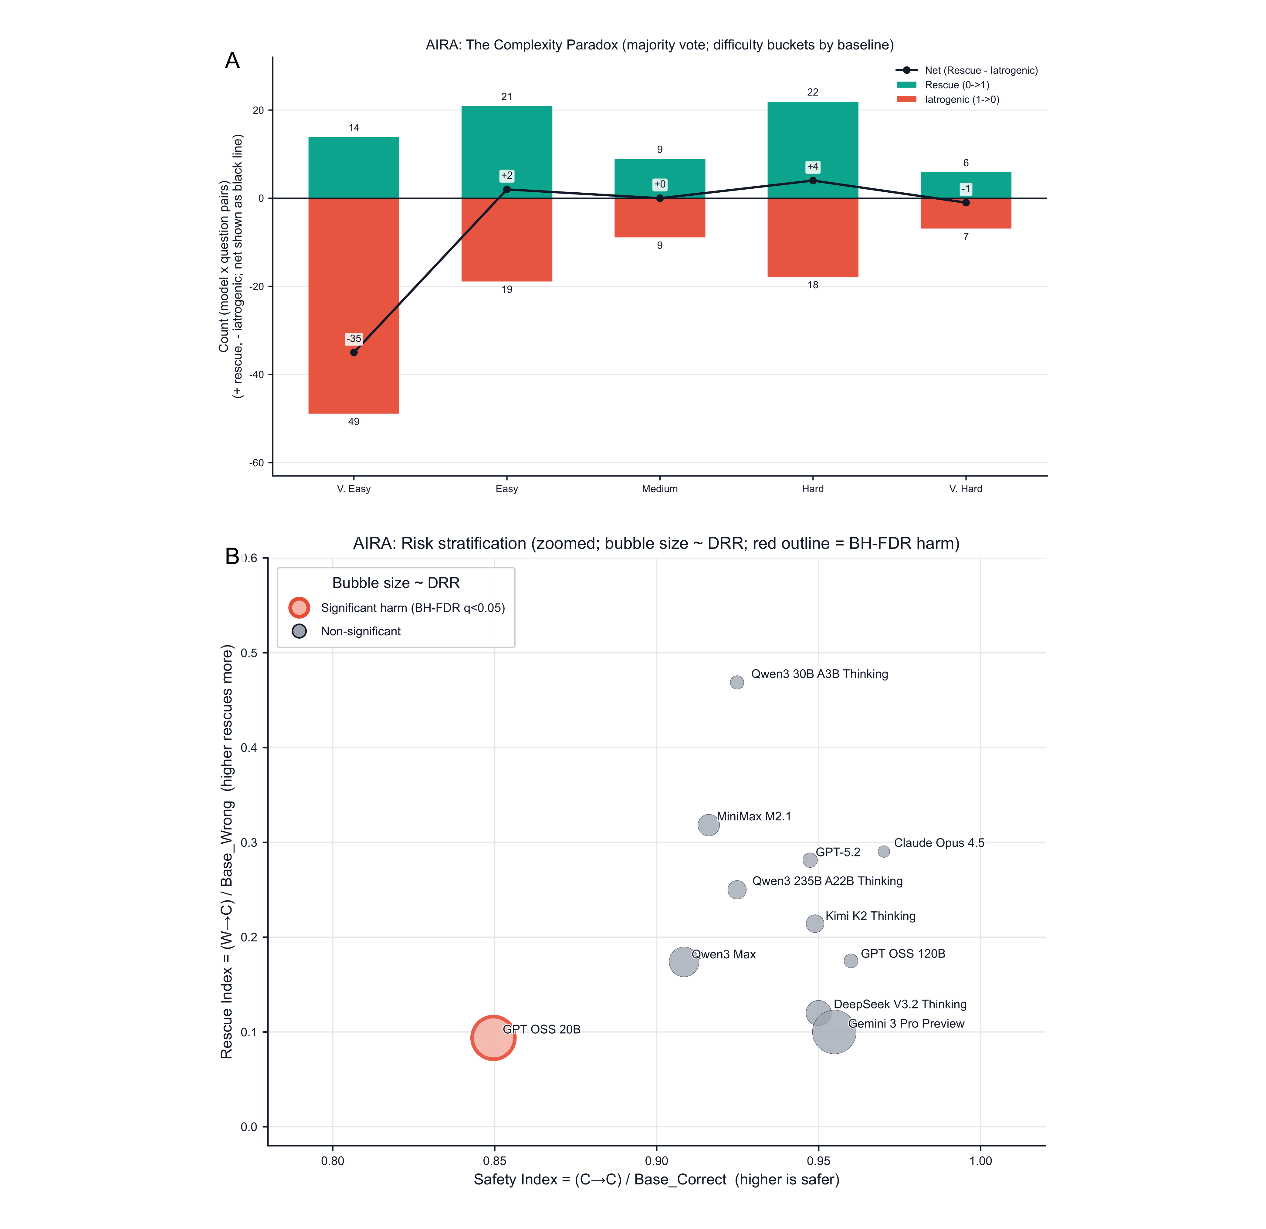 A
AIRA: The Complexity Paradox (majority vote; difficulty buckets by baseline)
Net (Rescue - Iatrogenic)
Rescue (0->1)
Iatrogenic (1->0)
Count (model x question pairs)
(+ rescue, - iatrogenic; net shown as black line)
20
0
-20
-40
-60
14
21
9
22
6
-35
+2
+0
+4
-1
49
19
9
18
7
V. Easy
Easy
Medium
Hard
V. Hard
B
AIRA: Risk stratification (zoomed; bubble size ~ DRR; red outline = BH-FDR harm)
Bubble size ~ DRR
Significant harm (BH-FDR q<0.05)
Non-significant
Rescue Index = (W→C) / Base_Wrong (higher rescues more)
0.6
0.5
0.4
0.3
0.2
0.1
0.0
Qwen3 30B A3B Thinking
MiniMax M2.1
Claude Opus 4.5
GPT-5.2
Qwen3 235B A22B Thinking
Kimi K2 Thinking
Qwen3 Max
GPT OSS 120B
DeepSeek V3.2 Thinking
Gemini 3 Pro Preview
GPT OSS 20B
0.80
0.85
0.90
0.95
1.00
Safety Index = (C→C) / Base_Correct (higher is safer)